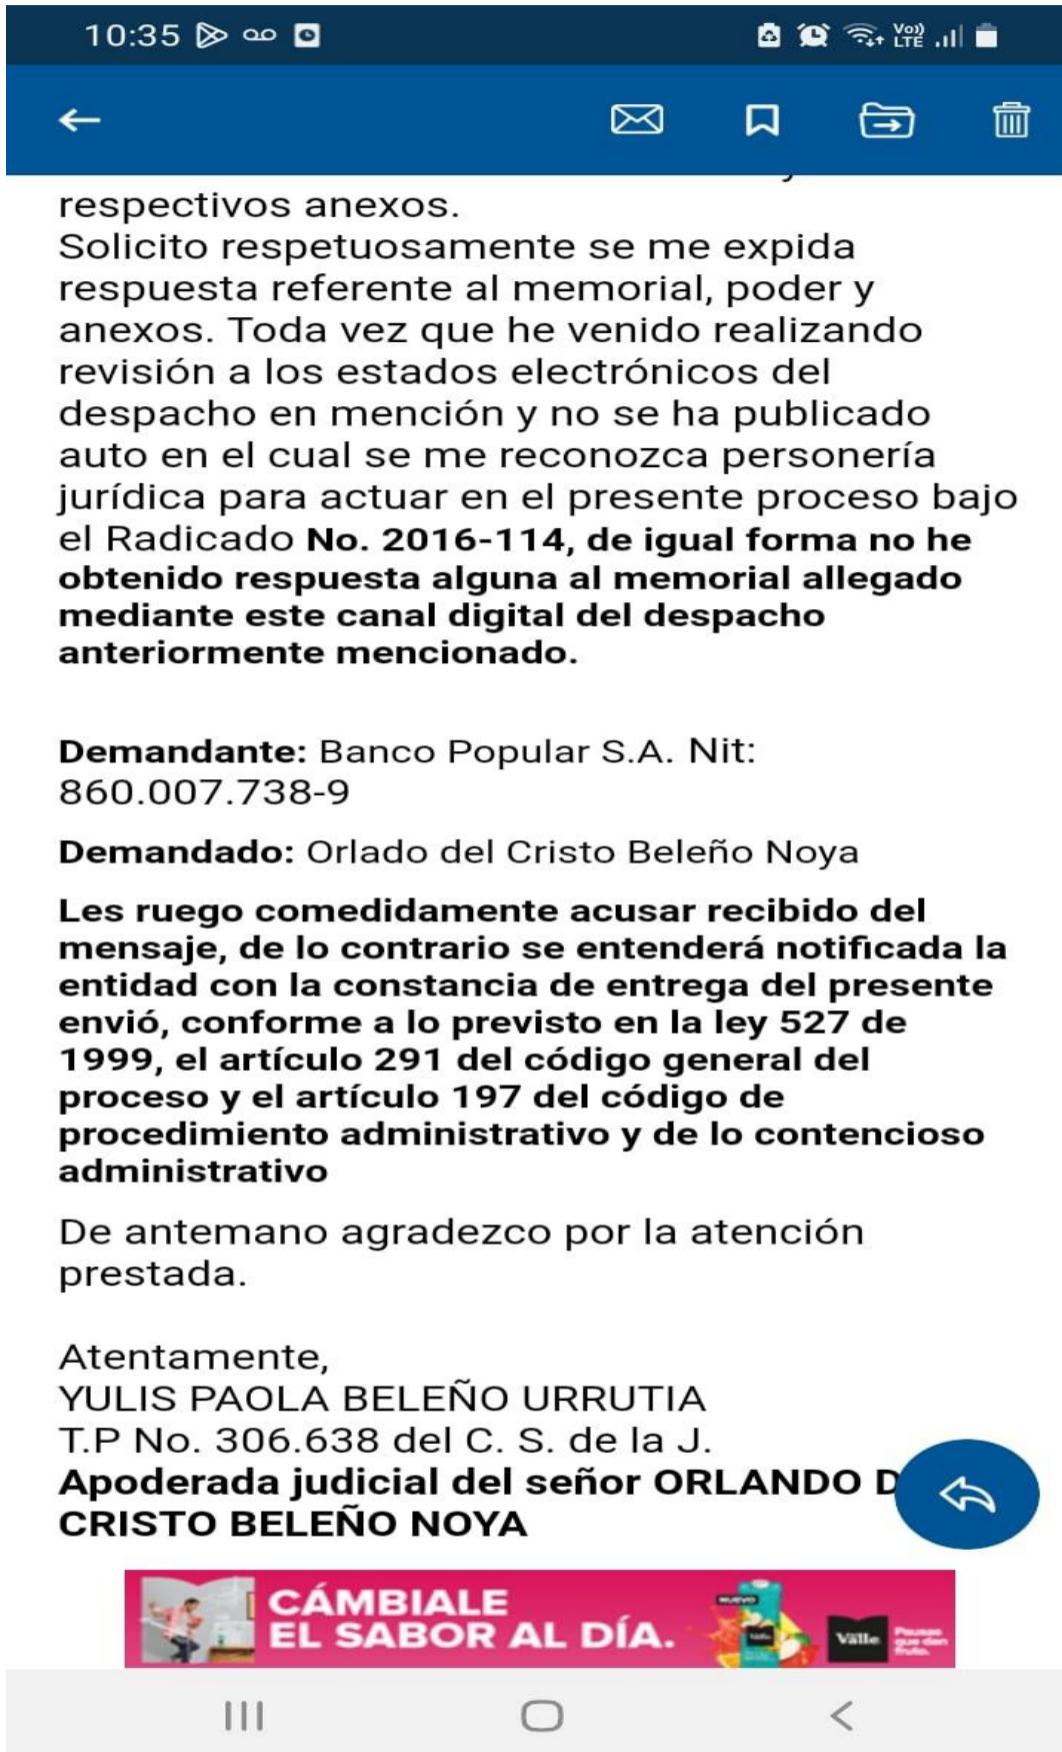 10:35
Vo))
LTE
respectivos anexos.
Solicito respetuosamente se me expida
respuesta referente al memorial, poder y
anexos. Toda vez que he venido realizando
revisión a los estados electrónicos del
despacho en mención y no se ha publicado
auto en el cual se me reconozca personería
jurídica para actuar en el presente proceso bajo
el Radicado No. 2016-114, de igual forma no he
obtenido respuesta alguna al memorial allegado
mediante este canal digital del despacho
anteriormente mencionado.
Demandante: Banco Popular S.A. Nit:
860.007.738-9
Demandado: Orlado del Cristo Beleño Noya
Les ruego comedidamente acusar recibido del
mensaje, de lo contrario se entenderá notificada la
entidad con la constancia de entrega del presente
envió, conforme a lo previsto en la ley 527 de
1999, el artículo 291 del código general del
proceso y el artículo 197 del código de
procedimiento administrativo y de lo contencioso
administrativo
De antemano agradezco por la atención
prestada.
Atentamente,
YULIS PAOLA BELEÑO URRUTIA
T.P No. 306.638 del C. S. de la J.
Apoderada judicial del señor ORLANDO D
CRISTO BELEÑO NOYA
CÁMBIALE
EL SABOR AL DÍA.
NUEVO
Valle
Pausas
que dan
fruto.